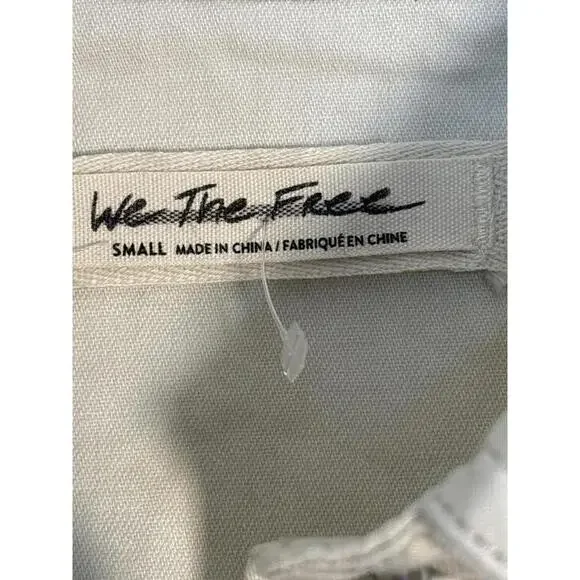 We The Free
SMALL MADE IN CHINA / FABRIQUÉ EN CHINE